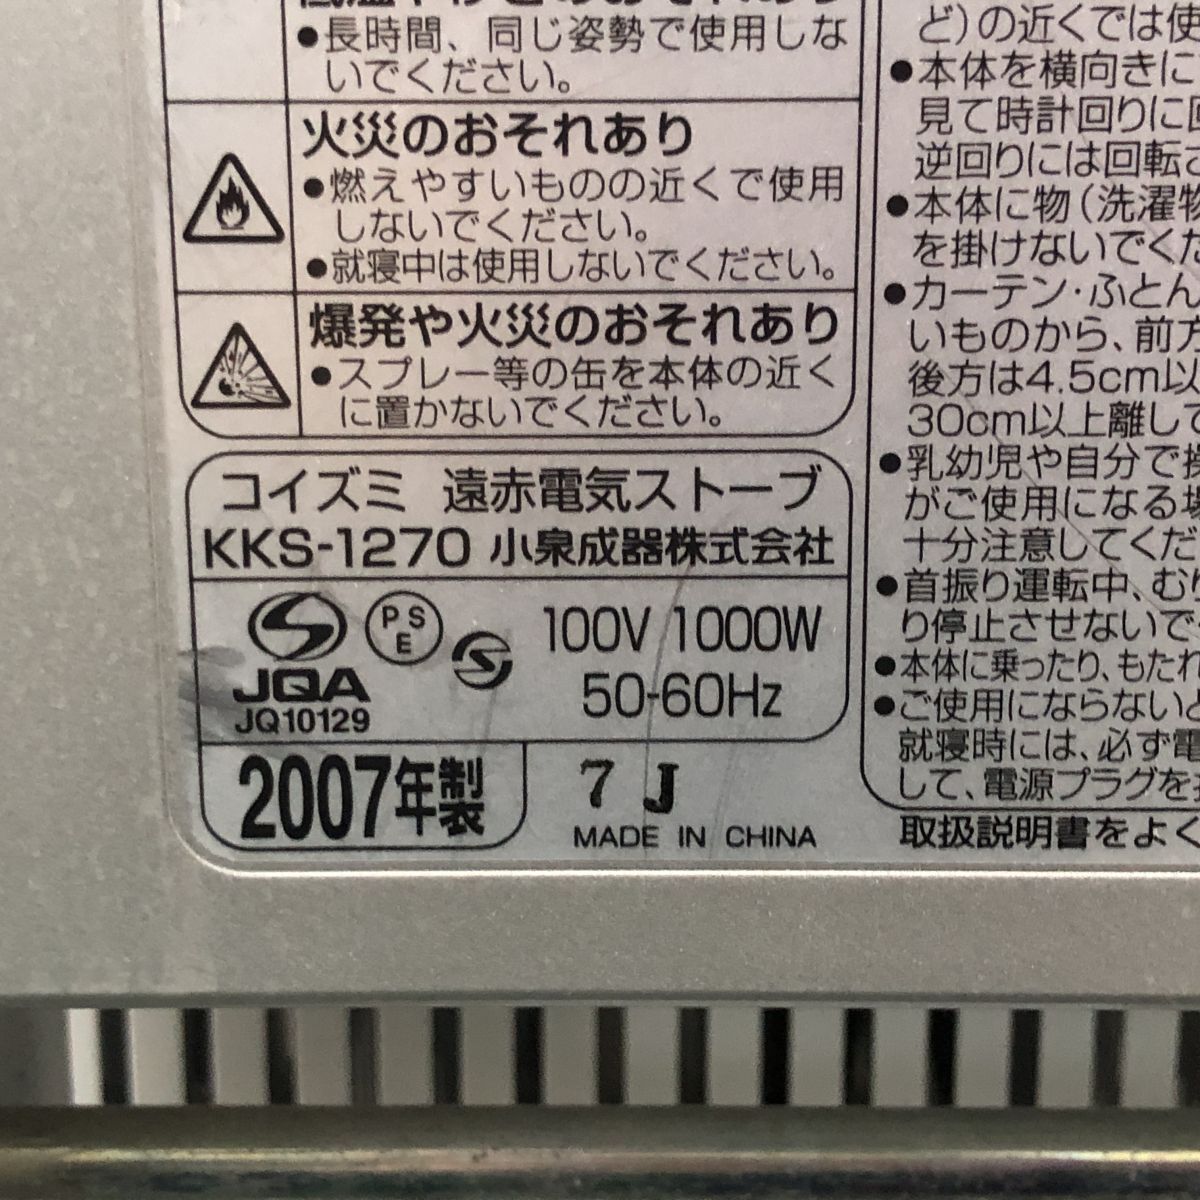 ●長時間、同じ姿勢で使用しな
いでください。
火災のおそれあり
●燃えやすいものの近くで使用
しないでください。
●就寝中は使用しないでください。
爆発や火災のおそれあり
●スプレー等の缶を本体の近く
に置かないでください。
コイズミ 遠赤電気ストーブ
KKS-1270 小泉成器株式会社
JQA
JQ10129
PS
E
S
100V 1000W
50-60Hz
2007年製
7 J
MADE IN CHINA
ど)の近くでは使
●本体を横向きに
見て時計回りに
逆回りには回転
●本体に物(洗濯物
を掛けないでくだ
●カーテン・ふとん
いものから、前方
後方は4.5cm以
30cm以上離して
●乳幼児や自分で操
がご使用になる場
十分注意してくだ
●首振り運転中、むり
り停止させないで
●本体に乗ったり、もたれ
●ご使用にならないと
就寝時には、必ず電
して、電源プラグを
取扱説明書をよく